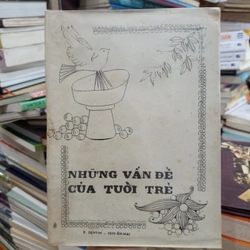 NHỮNG VẤN ĐỀ
CỦA TUỔI TRẺ